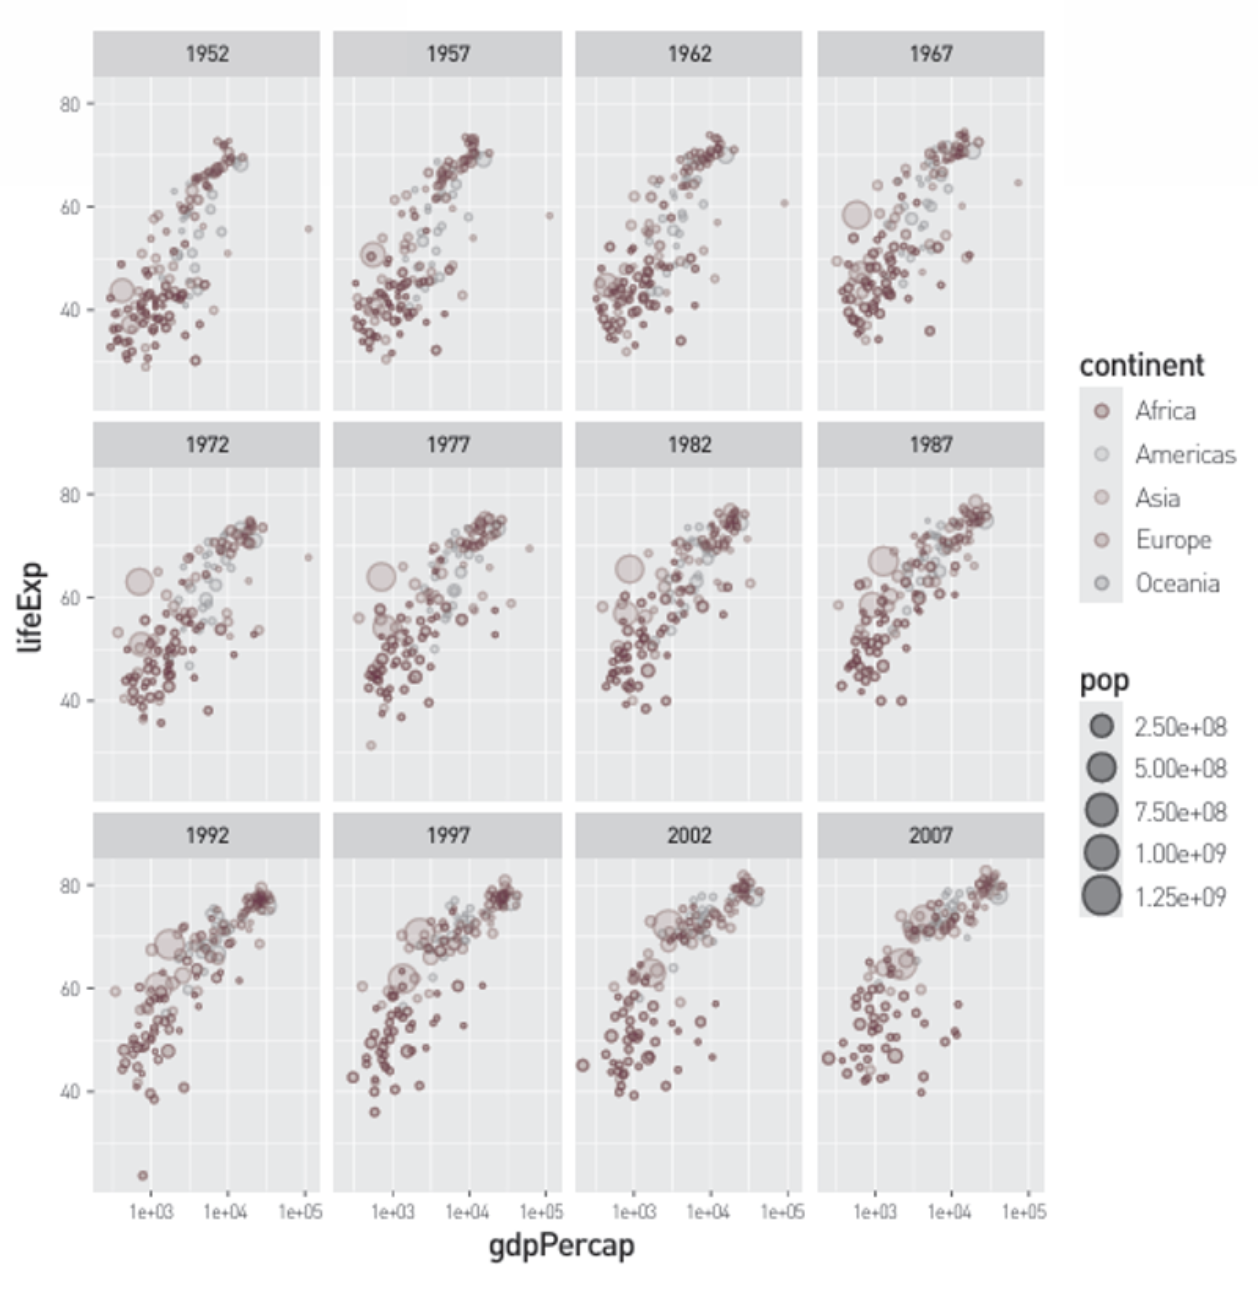 1952 1957 1962 1967
80
60
40
1972 1977 1982 1987
80
60
40
1992 1997 2002 2007
80
60
40
1e+03 1e+04 1e+05 1e+03 1e+04 1e+05 1e+03 1e+04 1e+05 1e+03 1e+04 1e+05
gdpPercap
lifeExp
continent
Africa
Americas
Asia
Europe
Oceania
pop
2.50e+08
5.00e+08
7.50e+08
1.00e+09
1.25e+09